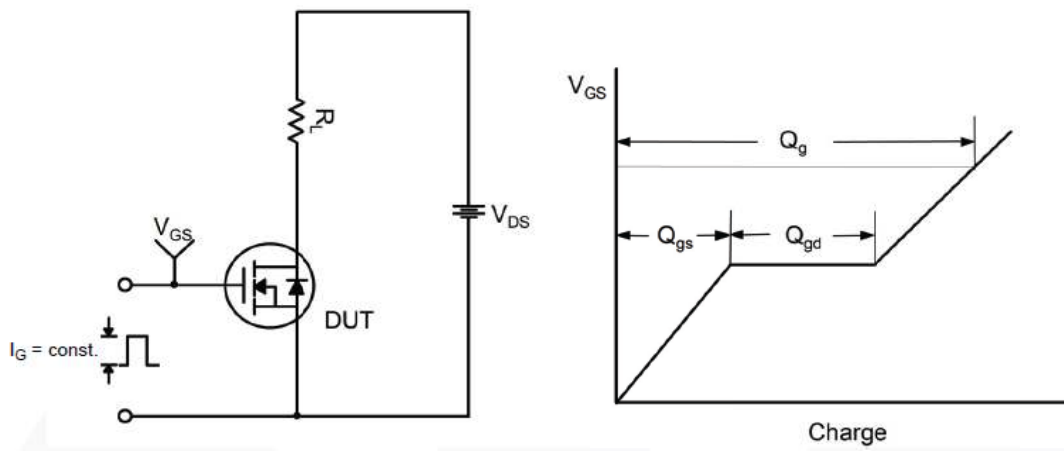 R_L
V_GS
V_DS
DUT
I_G = const.
V_GS
Q_g
Q_gs
Q_gd
Charge